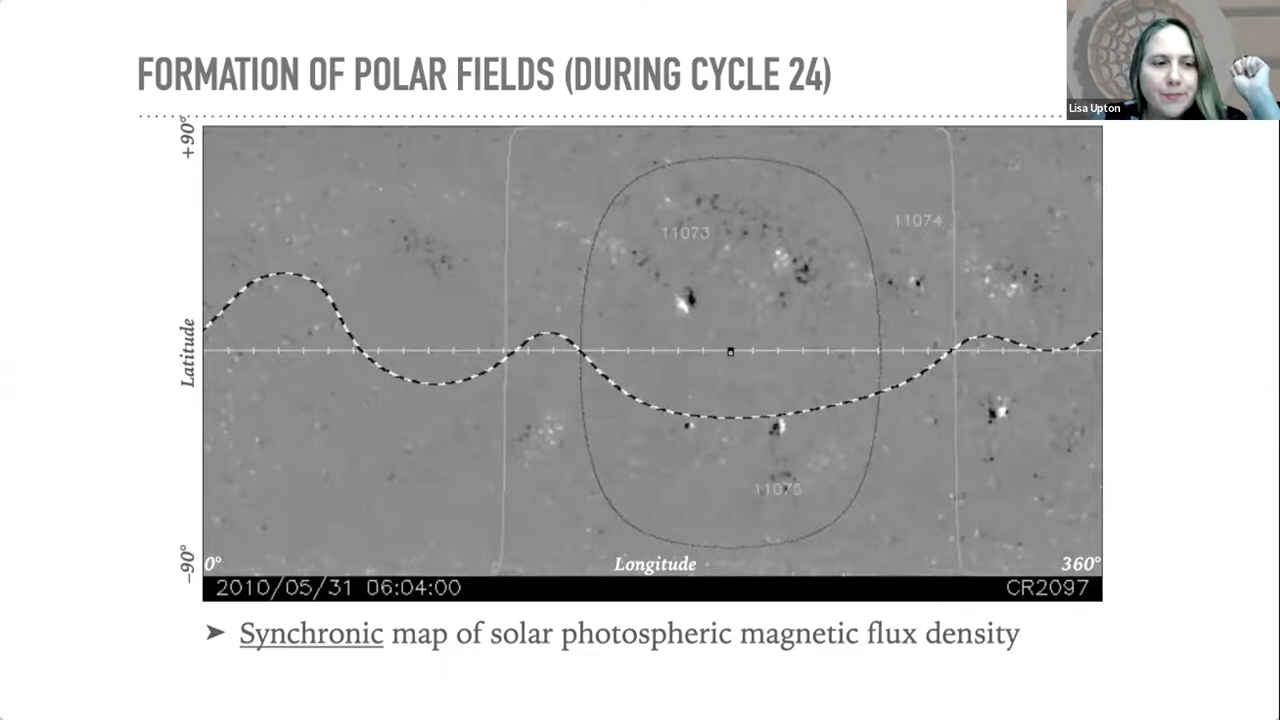 FORMATION OF POLAR FIELDS (DURING CYCLE 24)
Lisa Upton
+90°
Latitude
−90°
11073
11074
11075
0°
Longitude
360°
2010/05/31 06:04:00
CR2097
➤ Synchronic map of solar photospheric magnetic flux density